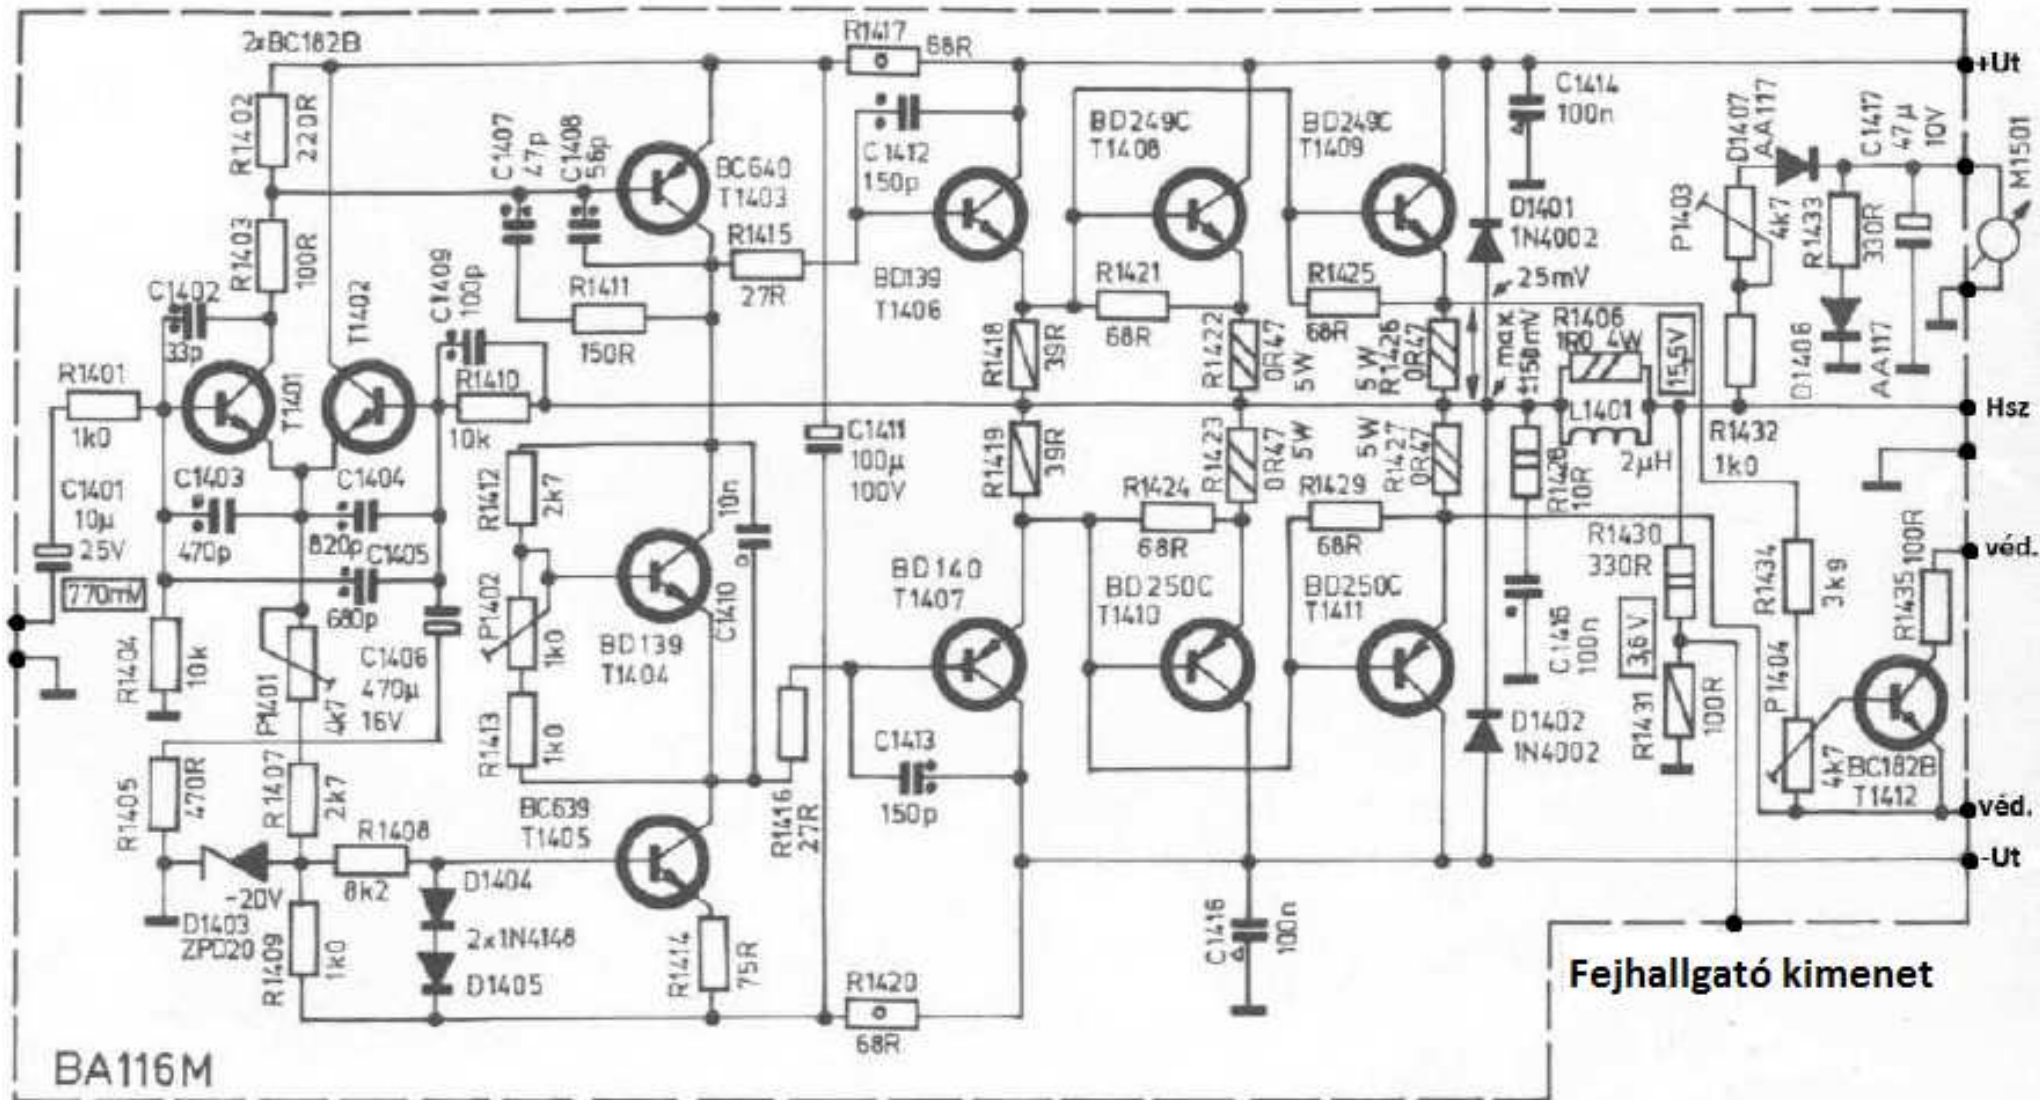 2xBC182B
R1417
68R
+Ut
R1402
220R
C1407
47p
C1408
56p
BC640
T1403
C1412
150p
BD249C
T1408
BD249C
T1409
C1414
100n
D1407
AA117
C1417
47µ
10V
M1501
R1403
100R
R1415
27R
BD139
T1406
D1401
1N4002
P1403
4k7
R1433
330R
C1402
33p
T1402
C1409
100p
R1411
150R
R1421
68R
R1425
68R
25mV
R1418
39R
R1422
0R47
5W
5W
R1426
0R47
max
±150mV
R1406
1R0 4W
15,5V
D1406
AA117
R1401
1k0
T1401
R1410
10k
L1401
2µH
Hsz
R1432
1k0
C1411
100µ
100V
R1419
39R
R1423
0R47
5W
5W
R1427
0R47
R1428
10R
C1401
10µ
25V
770mV
C1403
470p
C1404
820p
C1405
680p
R1412
2k7
10n
C1410
R1424
68R
R1429
68R
R1430
330R
véd.
BD140
T1407
BD250C
T1410
BD250C
T1411
C1416
100n
3,6V
R1434
3k9
R1435
100R
R1404
10k
P1401
4k7
C1406
470µ
16V
P1402
1k0
BD139
T1404
R1413
1k0
C1413
150p
D1402
1N4002
R1431
100R
P1404
4k7
BC182B
T1412
R1405
470R
R1407
2k7
R1408
8k2
BC639
T1405
R1416
27R
véd.
-Ut
-20V
D1403
ZPD20
R1409
1k0
D1404
2x1N4148
D1405
R1414
75R
R1420
68R
C1416
100n
Fejhallgató kimenet
BA116M